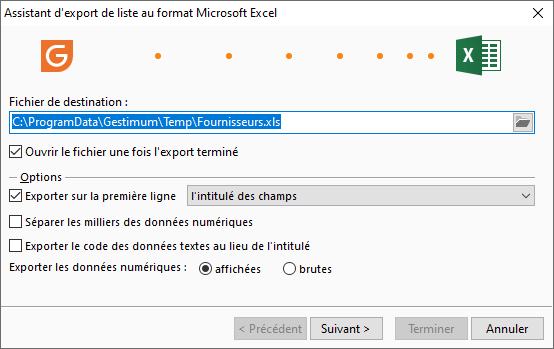 Assistant d'export de liste au format Microsoft Excel
Fichier de destination :
C:\ProgramData\Gestimum\Temp\Fournisseurs.xls
Ouvrir le fichier une fois l'export terminé
Options
Exporter sur la première ligne l'intitulé des champs
Séparer les milliers des données numériques
Exporter le code des données textes au lieu de l'intitulé
Exporter les données numériques : affichées brutes
< Précédent Suivant > Terminer Annuler